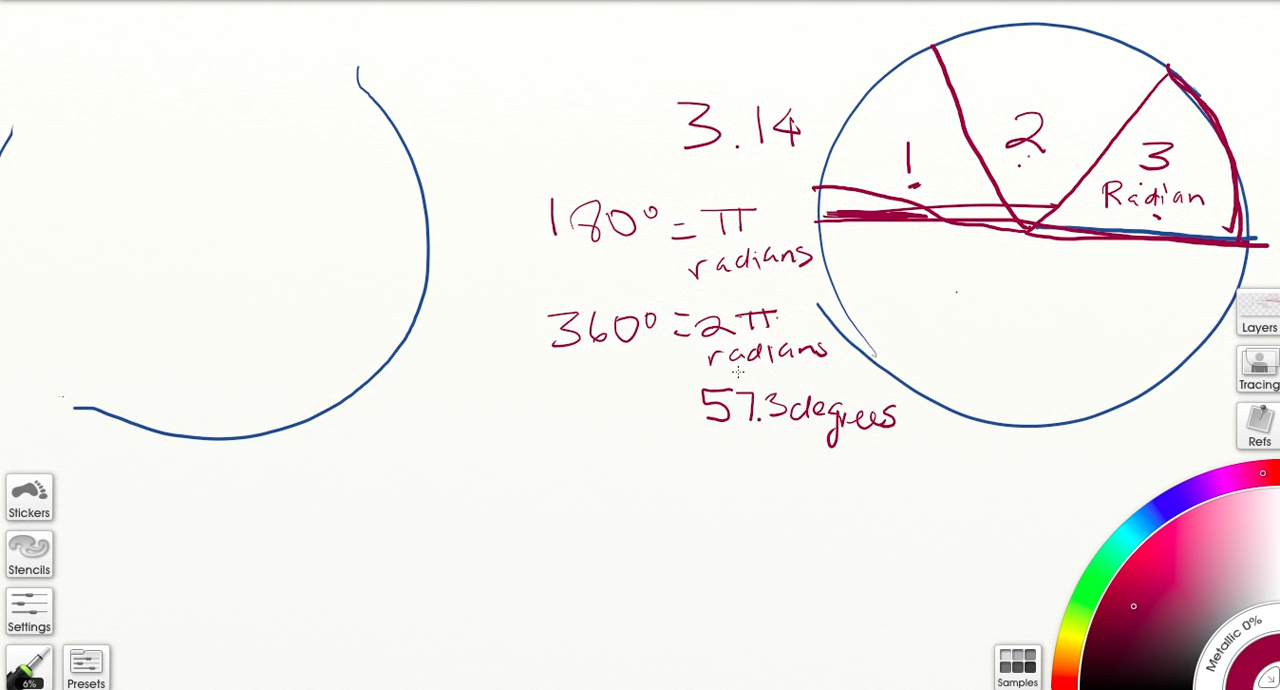 3.14
180° = π
radians
360° = 2π
radians
57.3 degrees
1
2
3
Radian
Layers
Tracing
Refs
Stickers
Stencils
Settings
6%
Presets
Samples
Metallic 0%